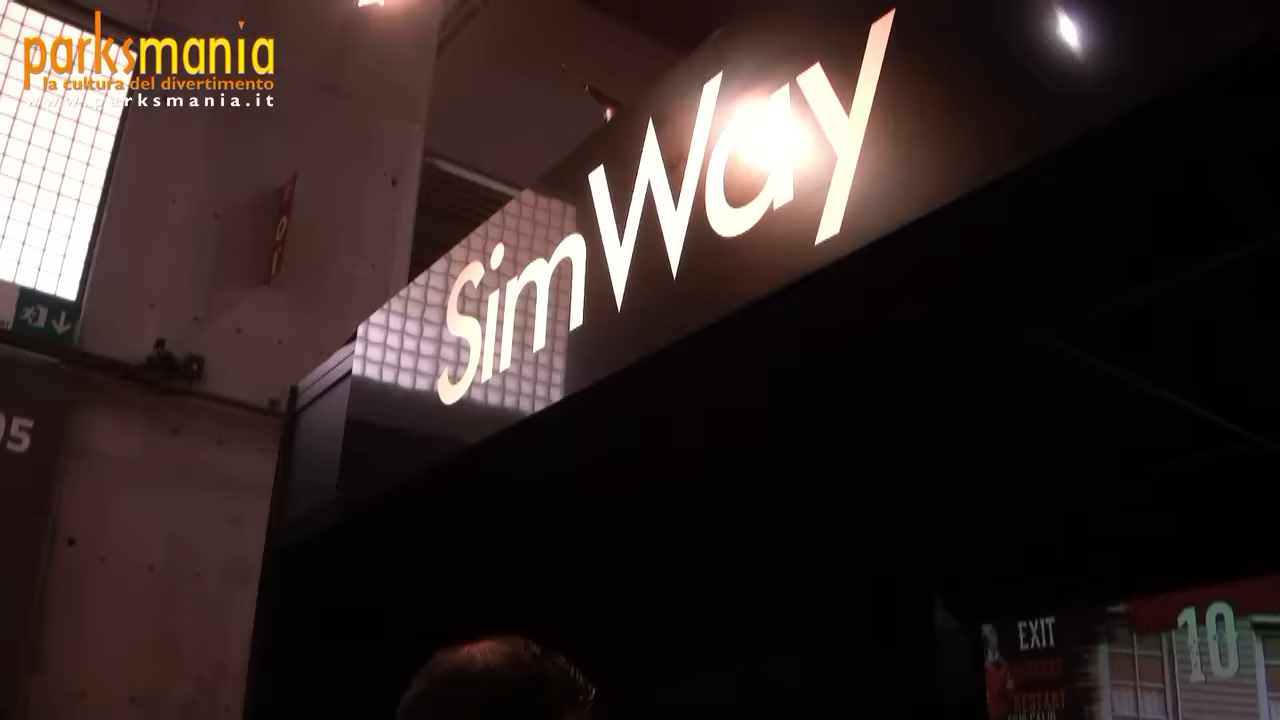 parksmania
la cultura del divertimento
www.parksmania.it
SimWay
05
EXIT
10